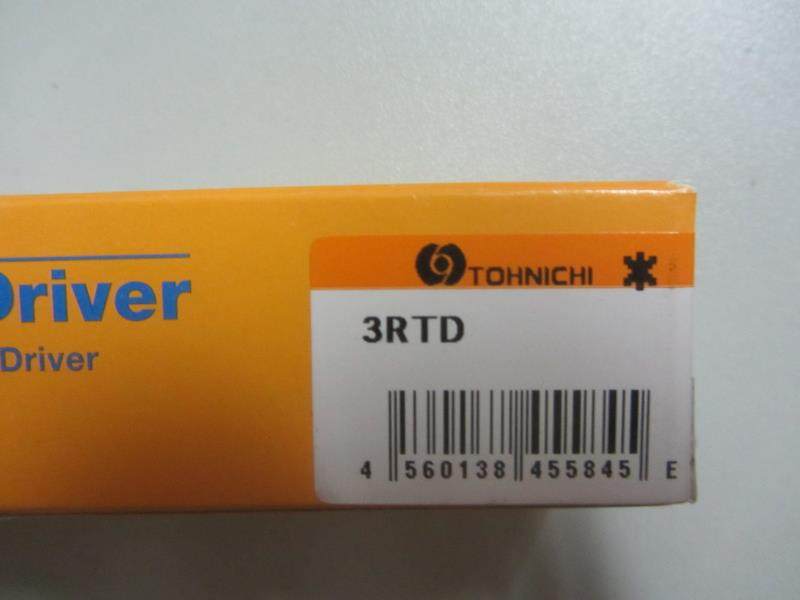 Driver
Driver
TOHNICHI *
3RTD
4 560138 455845 E